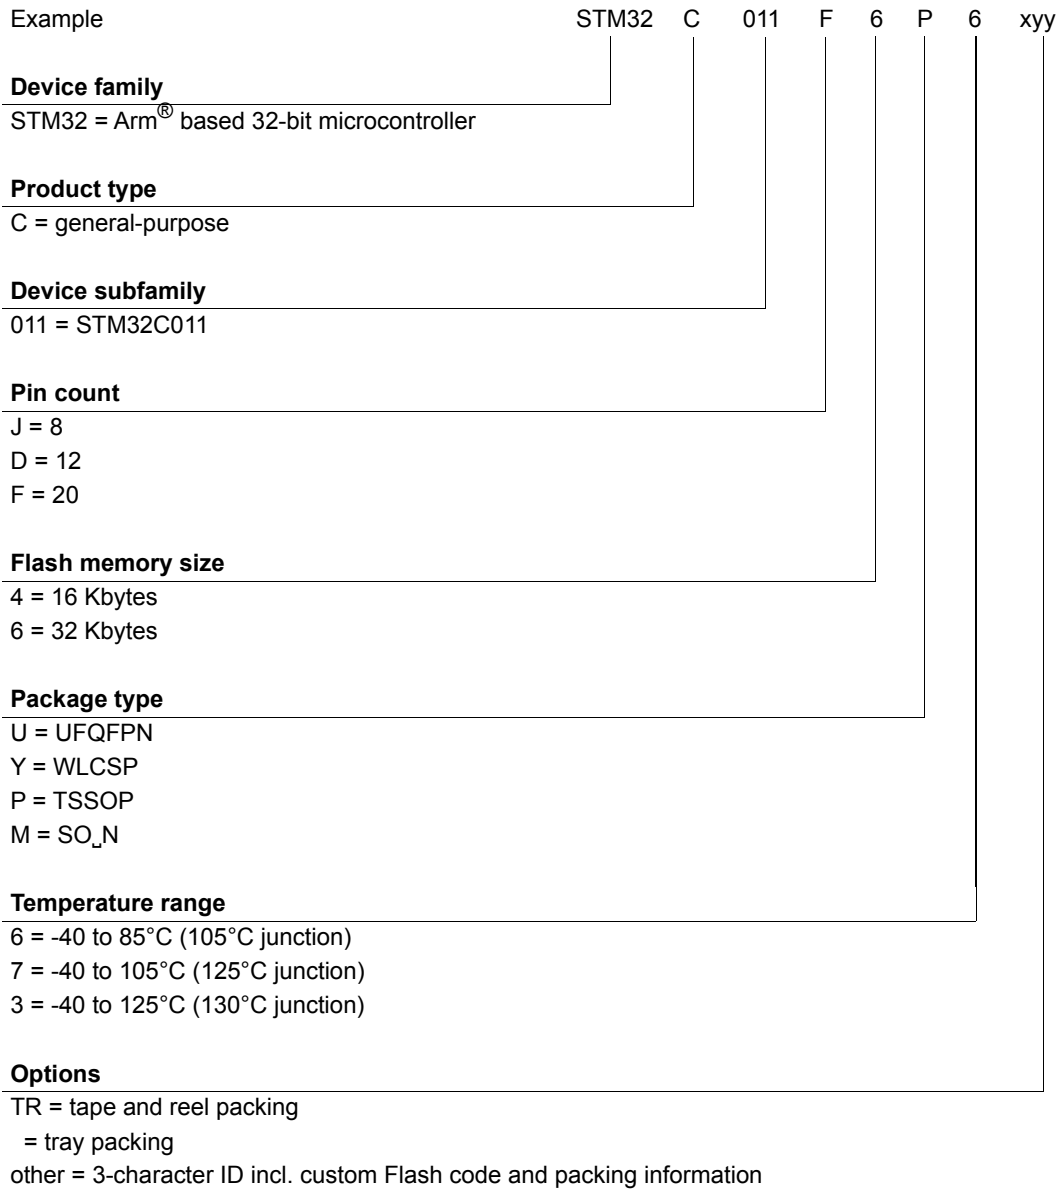 Example STM32 C 011 F 6 P 6 xyy
Device family
STM32 = Arm® based 32-bit microcontroller
Product type
C = general-purpose
Device subfamily
011 = STM32C011
Pin count
J = 8
D = 12
F = 20
Flash memory size
4 = 16 Kbytes
6 = 32 Kbytes
Package type
U = UFQFPN
Y = WLCSP
P = TSSOP
M = SO␣N
Temperature range
6 = -40 to 85°C (105°C junction)
7 = -40 to 105°C (125°C junction)
3 = -40 to 125°C (130°C junction)
Options
TR = tape and reel packing
= tray packing
other = 3-character ID incl. custom Flash code and packing information